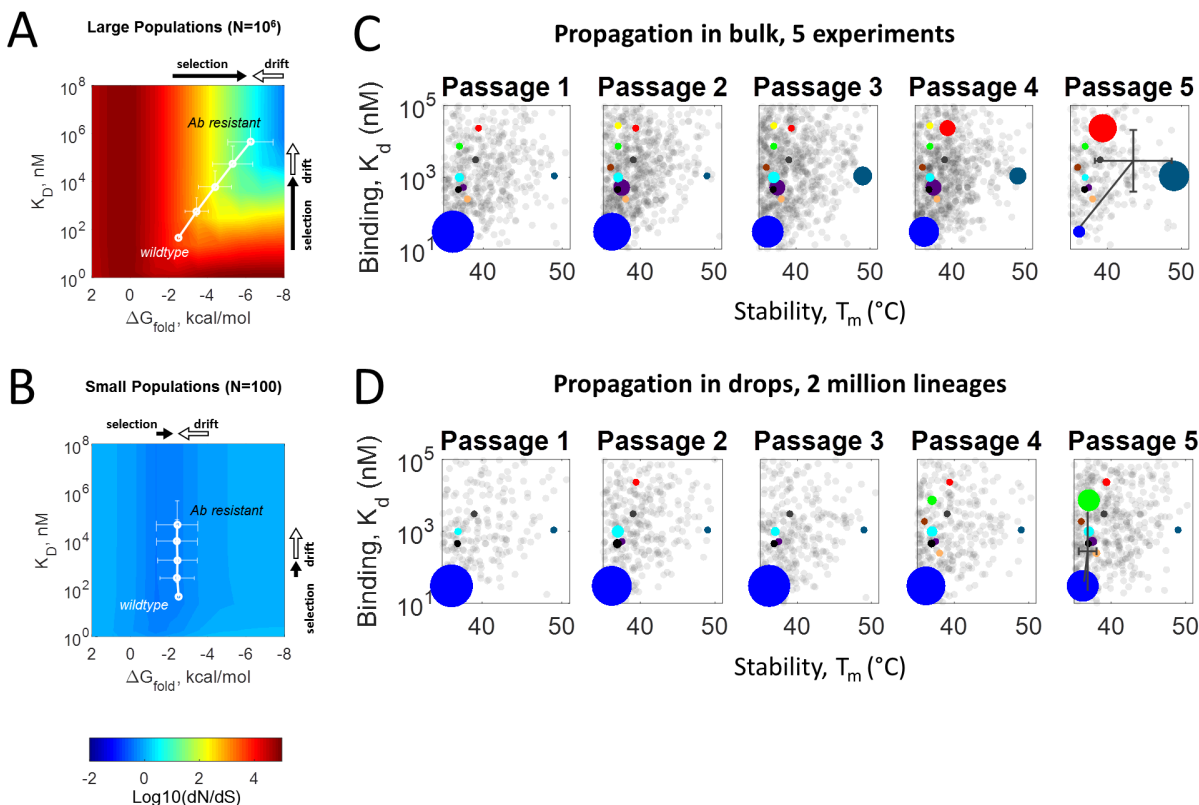 A
Large Populations (N=10⁶)
selection
drift
10⁸
10⁶
10⁴
10²
10⁰
K_D, nM
Ab resistant
wildtype
drift
selection
2 0 -2 -4 -6 -8
ΔG_fold, kcal/mol
B
Small Populations (N=100)
selection
drift
10⁸
10⁶
10⁴
10²
10⁰
K_D, nM
Ab resistant
wildtype
drift
selection
2 0 -2 -4 -6 -8
ΔG_fold, kcal/mol
-2 0 2 4
Log10(dN/dS)
C
Propagation in bulk, 5 experiments
Passage 1 Passage 2 Passage 3 Passage 4 Passage 5
10⁵
10³
10¹
Binding, K_d (nM)
40 50 40 50 40 50 40 50 40 50
Stability, T_m (°C)
D
Propagation in drops, 2 million lineages
Passage 1 Passage 2 Passage 3 Passage 4 Passage 5
10⁵
10³
10¹
Binding, K_d (nM)
40 50 40 50 40 50 40 50 40 50
Stability, T_m (°C)